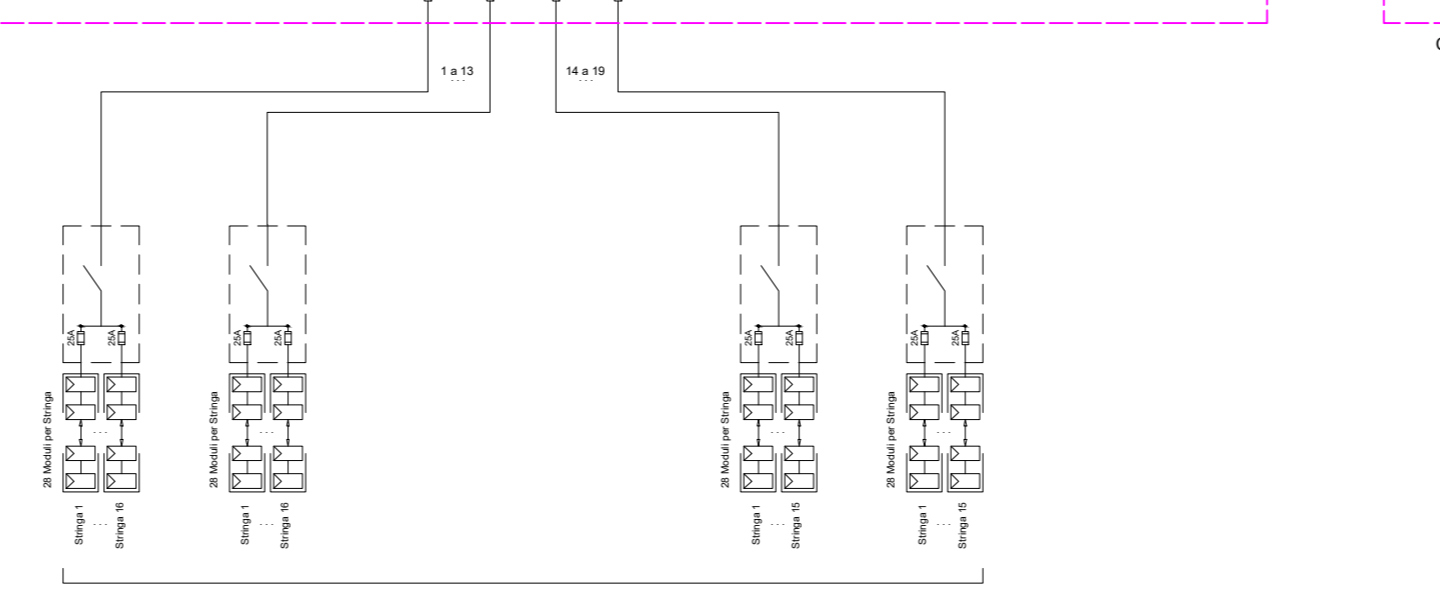 1 a 13
. . .
14 a 19
. . .
25A
25A
25A
25A
25A
25A
25A
25A
28 Moduli per Stringa
. . .
28 Moduli per Stringa
. . .
28 Moduli per Stringa
. . .
28 Moduli per Stringa
. . .
Stringa 1
. . .
Stringa 16
Stringa 1
. . .
Stringa 16
Stringa 1
. . .
Stringa 15
Stringa 1
. . .
Stringa 15